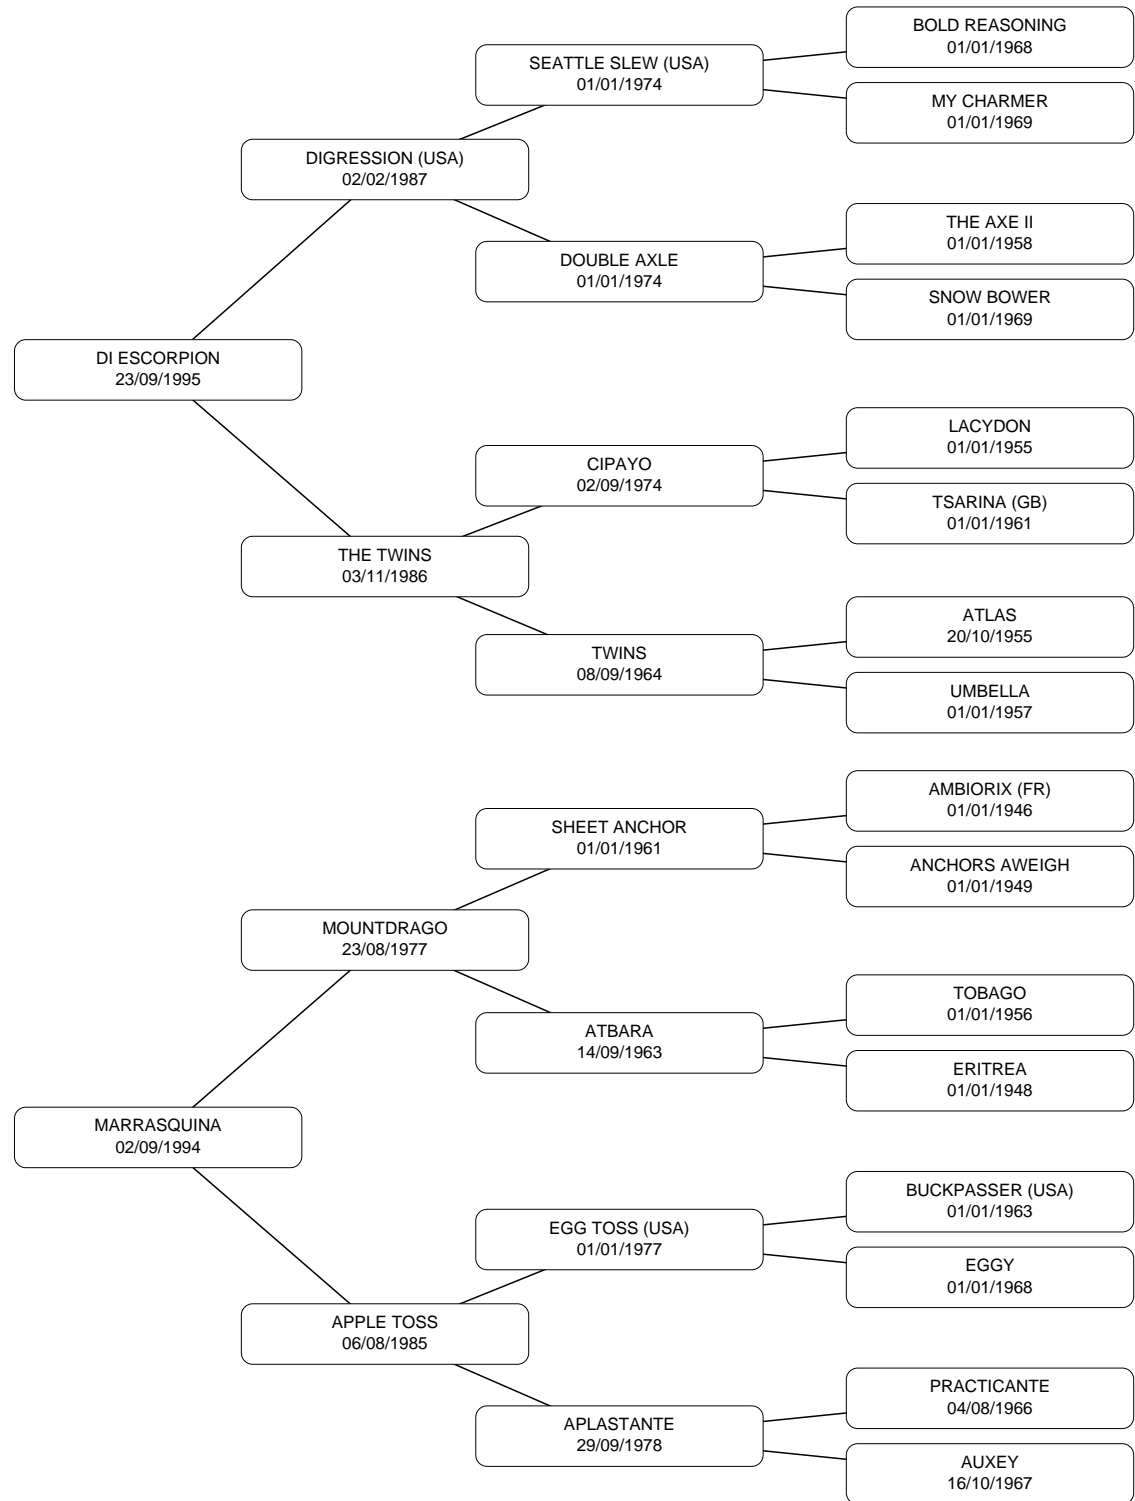 BOLD REASONING
01/01/1968
SEATTLE SLEW (USA)
01/01/1974
MY CHARMER
01/01/1969
DIGRESSION (USA)
02/02/1987
THE AXE II
01/01/1958
DOUBLE AXLE
01/01/1974
SNOW BOWER
01/01/1969
DI ESCORPION
23/09/1995
LACYDON
01/01/1955
CIPAYO
02/09/1974
TSARINA (GB)
01/01/1961
THE TWINS
03/11/1986
ATLAS
20/10/1955
TWINS
08/09/1964
UMBELLA
01/01/1957
AMBIORIX (FR)
01/01/1946
SHEET ANCHOR
01/01/1961
ANCHORS AWEIGH
01/01/1949
MOUNTDRAGO
23/08/1977
TOBAGO
01/01/1956
ATBARA
14/09/1963
ERITREA
01/01/1948
MARRASQUINA
02/09/1994
BUCKPASSER (USA)
01/01/1963
EGG TOSS (USA)
01/01/1977
EGGY
01/01/1968
APPLE TOSS
06/08/1985
PRACTICANTE
04/08/1966
APLASTANTE
29/09/1978
AUXEY
16/10/1967